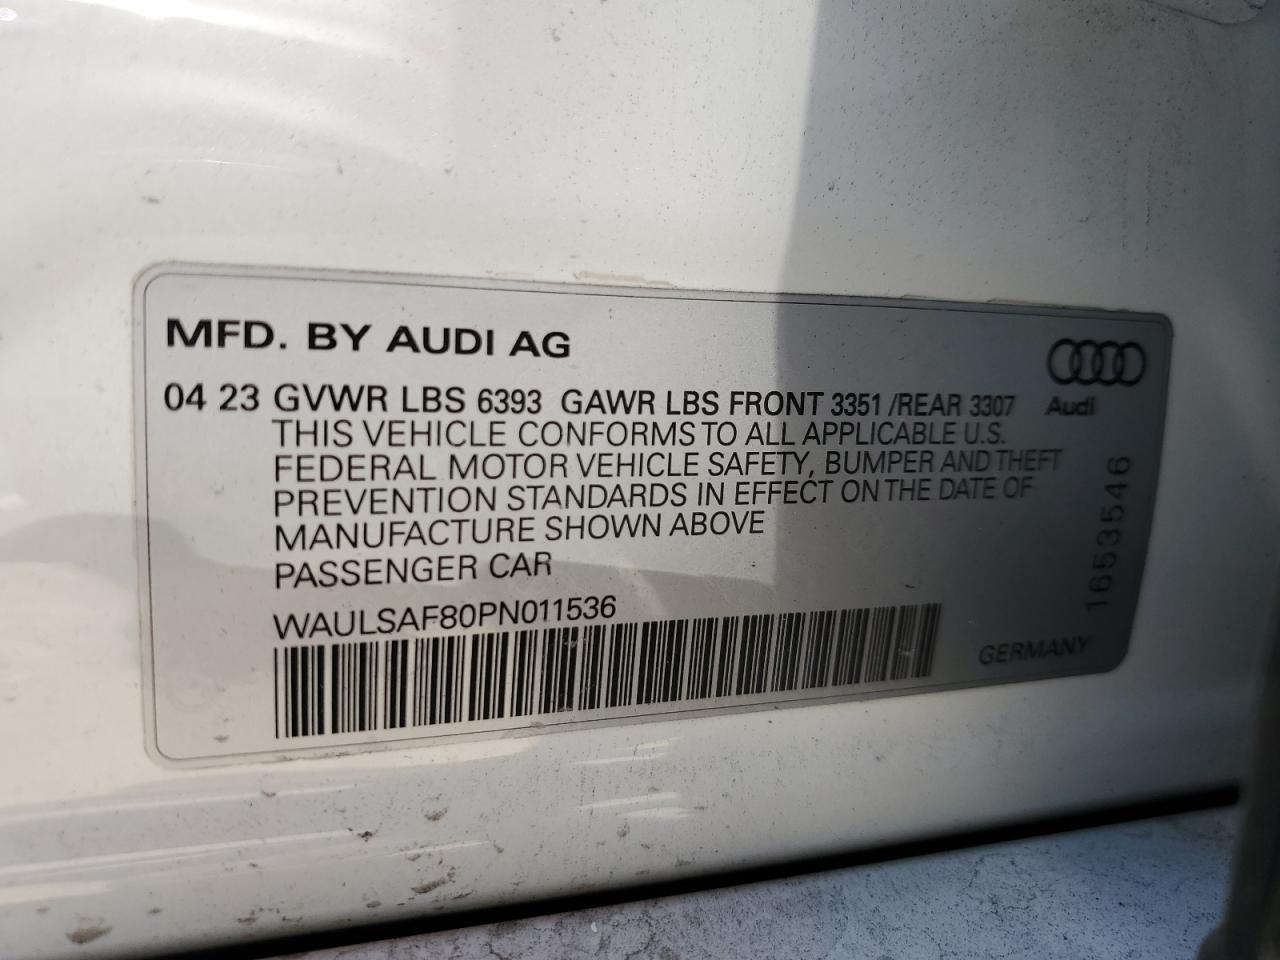 MFD. BY AUDI AG
04 23 GVWR LBS 6393 GAWR LBS FRONT 3351 /REAR 3307
Audi
THIS VEHICLE CONFORMS TO ALL APPLICABLE U.S.
FEDERAL MOTOR VEHICLE SAFETY, BUMPER AND THEFT
PREVENTION STANDARDS IN EFFECT ON THE DATE OF
MANUFACTURE SHOWN ABOVE
PASSENGER CAR
WAULSAF80PN011536
GERMANY
1653546